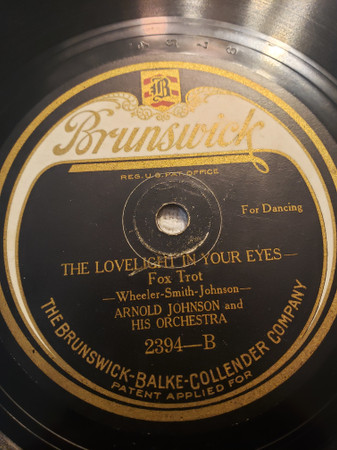 B
Brunswick
REG. U.S. PAT. OFFICE
For Dancing
THE LOVELIGHT IN YOUR EYES—
Fox Trot
—Wheeler-Smith-Johnson—
ARNOLD JOHNSON and
HIS ORCHESTRA
2394—B
THE BRUNSWICK-BALKE-COLLENDER COMPANY
PATENT APPLIED FOR